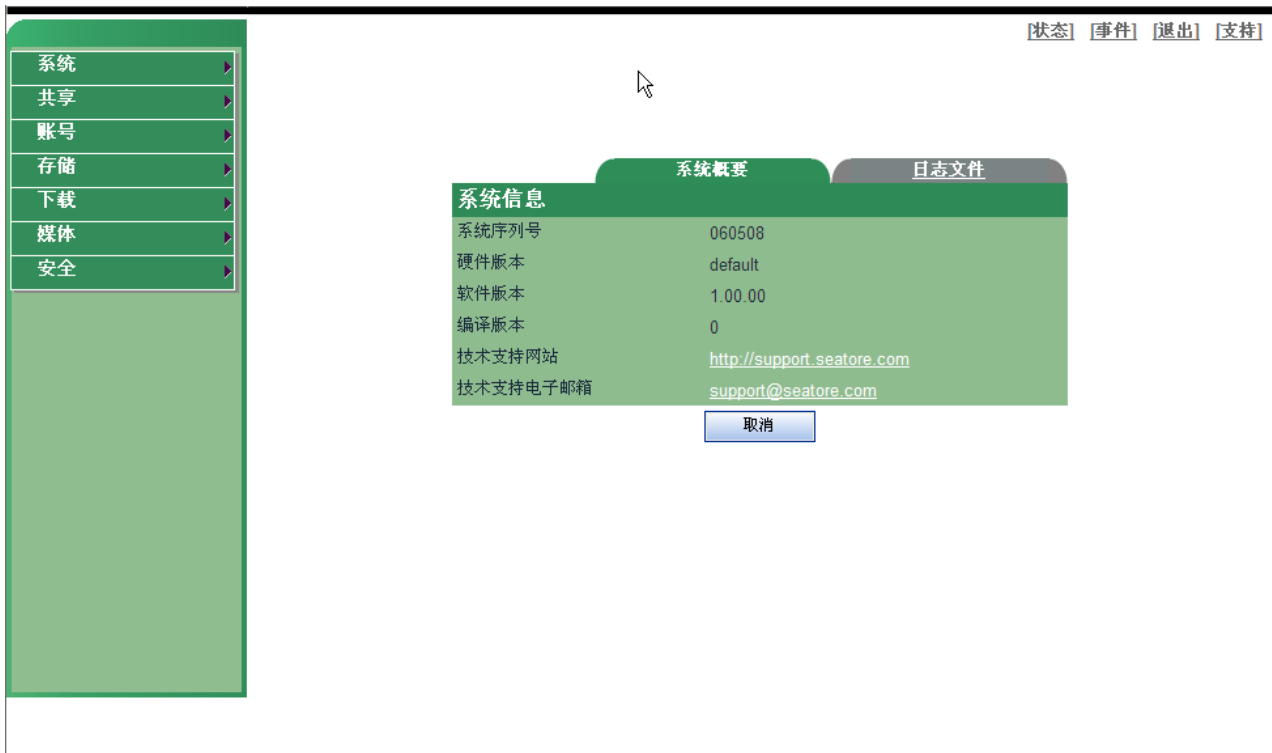 [状态] [事件] [退出] [支持]
系统
共享
账号
存储
下载
媒体
安全
系统概要 日志文件
系统信息
系统序列号 060508
硬件版本 default
软件版本 1.00.00
编译版本 0
技术支持网站 http://support.seatore.com
技术支持电子邮箱 support@seatore.com
取消